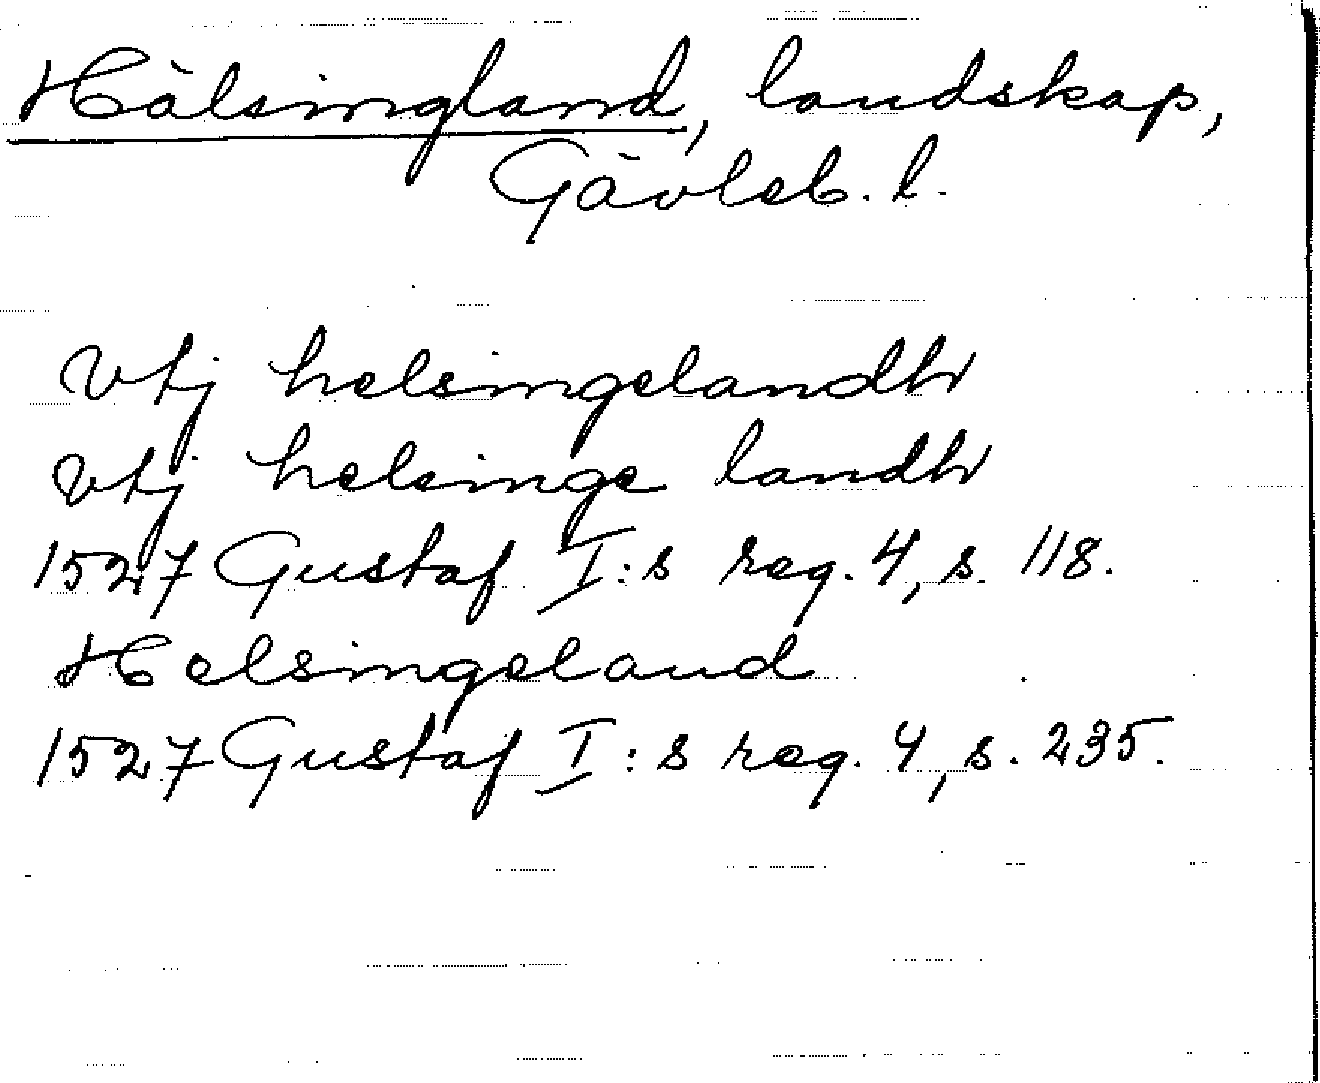 Hälsingland, landskap,
Gävleb. l.
vtj helsingelandh
vtj helsinge landh
1527 Gustaf I:s reg. 4, s. 118.
Helsingeland
1527 Gustaf I:s reg. 4, s. 235.